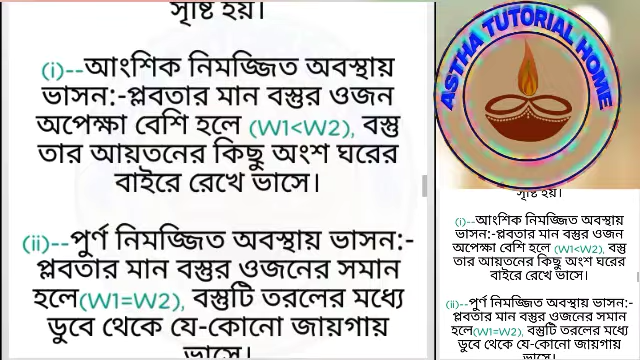 সৃষ্টি হয়।
(i)--আংশিক নিমজ্জিত অবস্থায়
ভাসন:-প্লবতার মান বস্তুর ওজন
অপেক্ষা বেশি হলে (W1<W2), বস্তু
তার আয়তনের কিছু অংশ ঘরের
বাইরে রেখে ভাসে।
(ii)--পুর্ণ নিমজ্জিত অবস্থায় ভাসন:-
প্লবতার মান বস্তুর ওজনের সমান
হলে(W1=W2), বস্তুটি তরলের মধ্যে
ডুবে থেকে যে-কোনো জায়গায়
ভাসে।
ASTHA TUTORIAL HOME
সৃষ্টি হয়।
(i)--আংশিক নিমজ্জিত অবস্থায়
ভাসন:-প্লবতার মান বস্তুর ওজন
অপেক্ষা বেশি হলে (W1<W2), বস্তু
তার আয়তনের কিছু অংশ ঘরের
বাইরে রেখে ভাসে।
(ii)--পুর্ণ নিমজ্জিত অবস্থায় ভাসন:-
প্লবতার মান বস্তুর ওজনের সমান
হলে(W1=W2), বস্তুটি তরলের মধ্যে
ডুবে থেকে যে-কোনো জায়গায়
ভাসে।